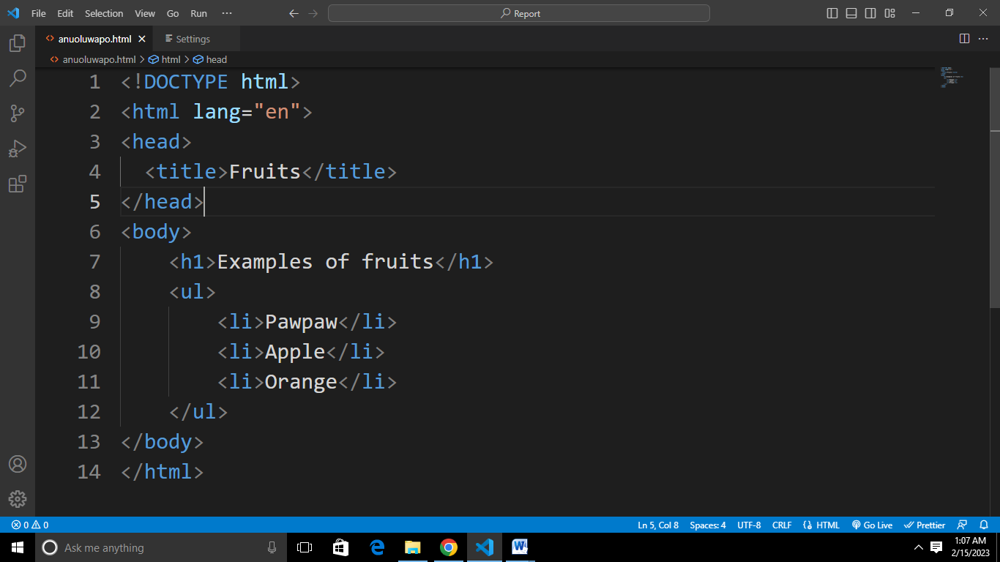 File Edit Selection View Go Run ··· Report
anuoluwapo.html Settings
anuoluwapo.html > html > head
1 <!DOCTYPE html>
2 <html lang="en">
3 <head>
4   <title>Fruits</title>
5 </head>
6 <body>
7     <h1>Examples of fruits</h1>
8     <ul>
9         <li>Pawpaw</li>
10         <li>Apple</li>
11         <li>Orange</li>
12     </ul>
13 </body>
14 </html>
0 0 Ln 5, Col 8 Spaces: 4 UTF-8 CRLF HTML Go Live Prettier
Ask me anything 1:07 AM
2/15/2023